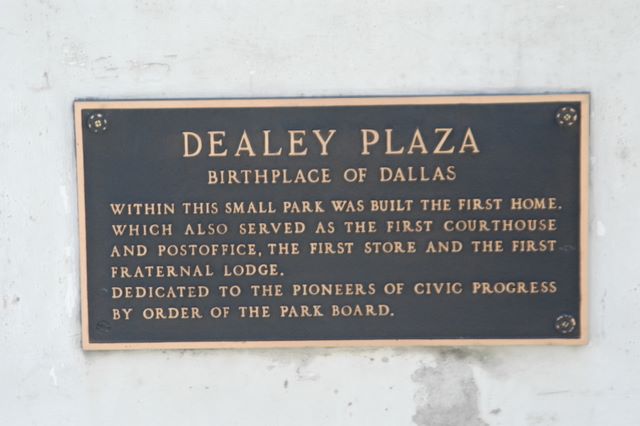 DEALEY PLAZA
BIRTHPLACE OF DALLAS
WITHIN THIS SMALL PARK WAS BUILT THE FIRST HOME.
WHICH ALSO SERVED AS THE FIRST COURTHOUSE
AND POSTOFFICE, THE FIRST STORE AND THE FIRST
FRATERNAL LODGE.
DEDICATED TO THE PIONEERS OF CIVIC PROGRESS
BY ORDER OF THE PARK BOARD.